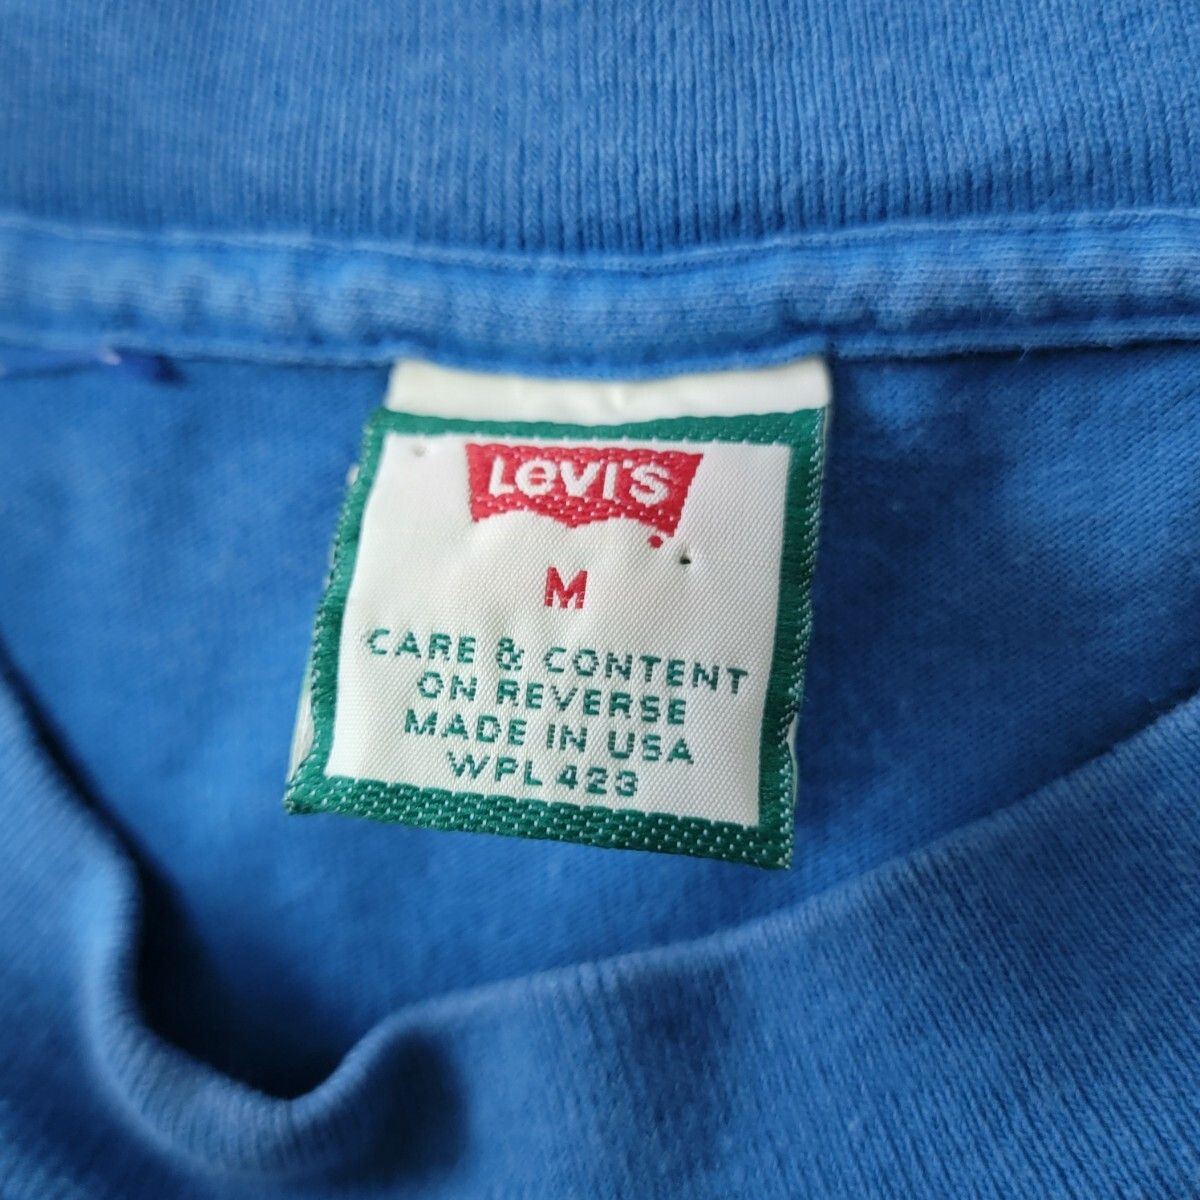 Levi's
M
CARE & CONTENT
ON REVERSE
MADE IN USA
WPL 423